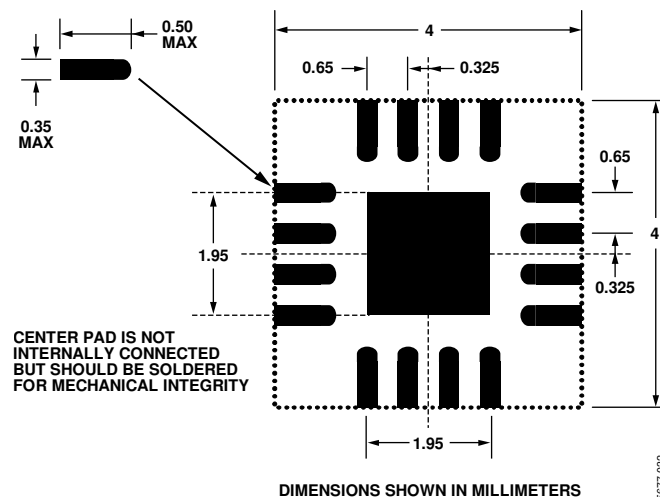 0.50
MAX
0.35
MAX
4
0.65
0.325
0.65
4
0.325
1.95
CENTER PAD IS NOT
INTERNALLY CONNECTED
BUT SHOULD BE SOLDERED
FOR MECHANICAL INTEGRITY
1.95
DIMENSIONS SHOWN IN MILLIMETERS